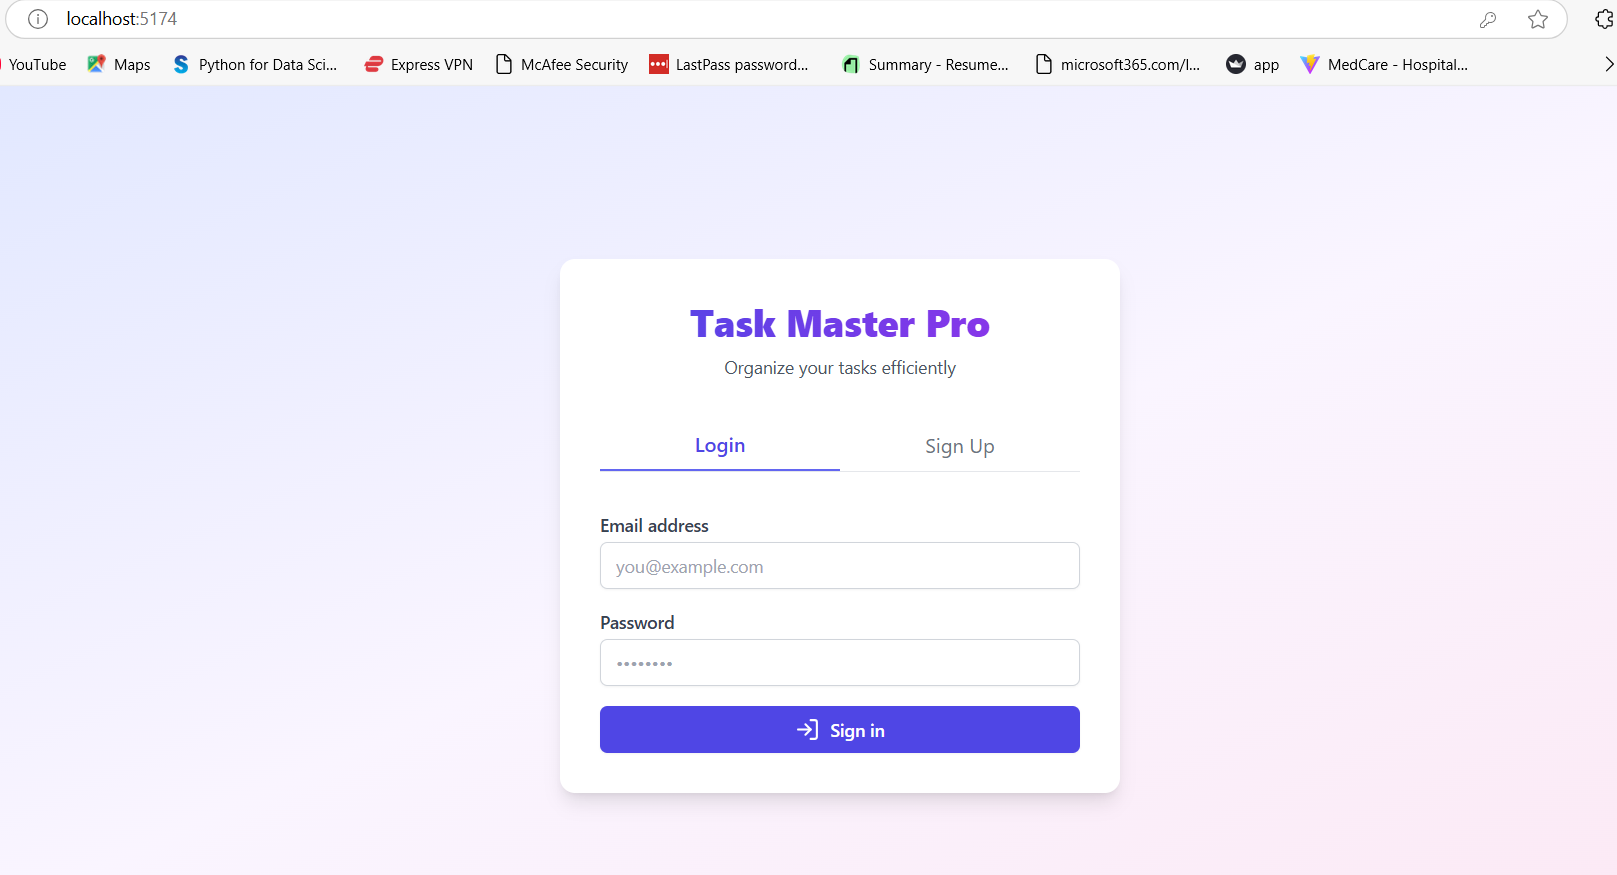 localhost:5174
YouTube
Maps
Python for Data Sci...
Express VPN
McAfee Security
LastPass password...
Summary - Resume...
microsoft365.com/l...
app
MedCare - Hospital...
Task Master Pro
Organize your tasks efficiently
Login
Sign Up
Email address
you@example.com
Password
••••••••
Sign in